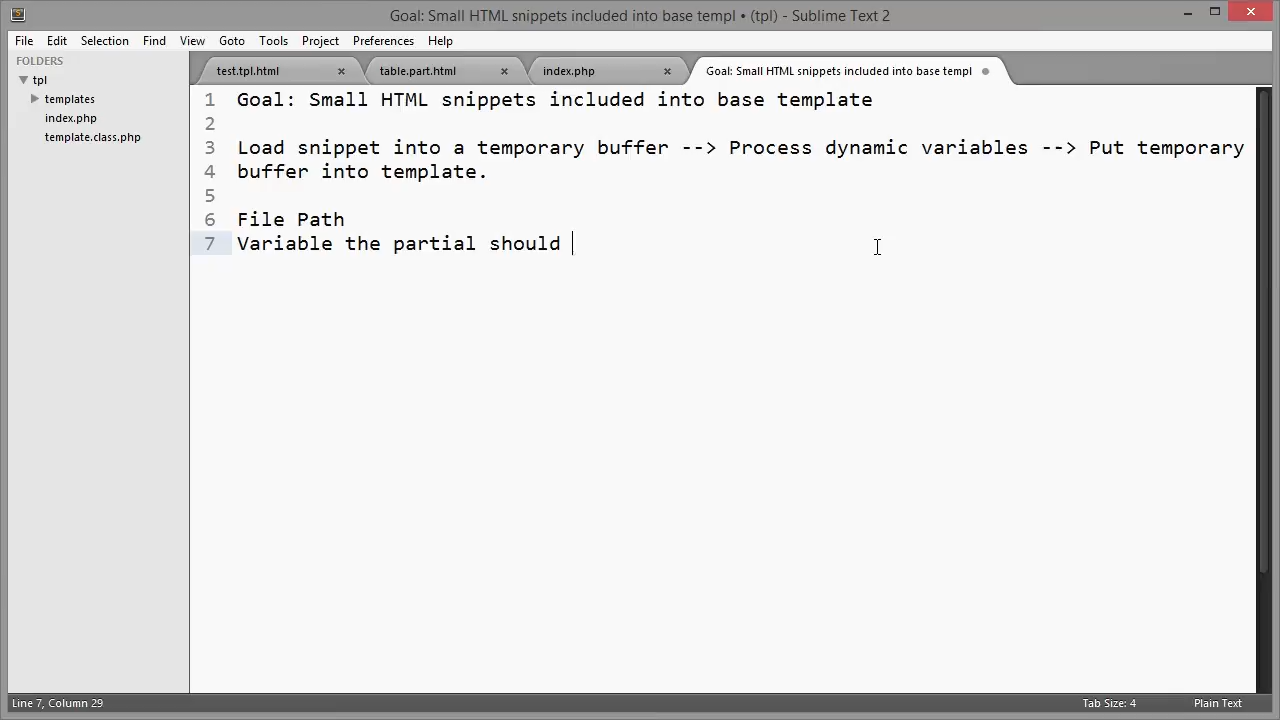 Goal: Small HTML snippets included into base templ • (tpl) - Sublime Text 2
File Edit Selection Find View Goto Tools Project Preferences Help
FOLDERS
tpl
templates
index.php
template.class.php
test.tpl.html × table.part.html × index.php × Goal: Small HTML snippets included into base templ
1 Goal: Small HTML snippets included into base template
2
3 Load snippet into a temporary buffer --> Process dynamic variables --> Put temporary
4 buffer into template.
5
6 File Path
7 Variable the partial should
Line 7, Column 29
Tab Size: 4
Plain Text